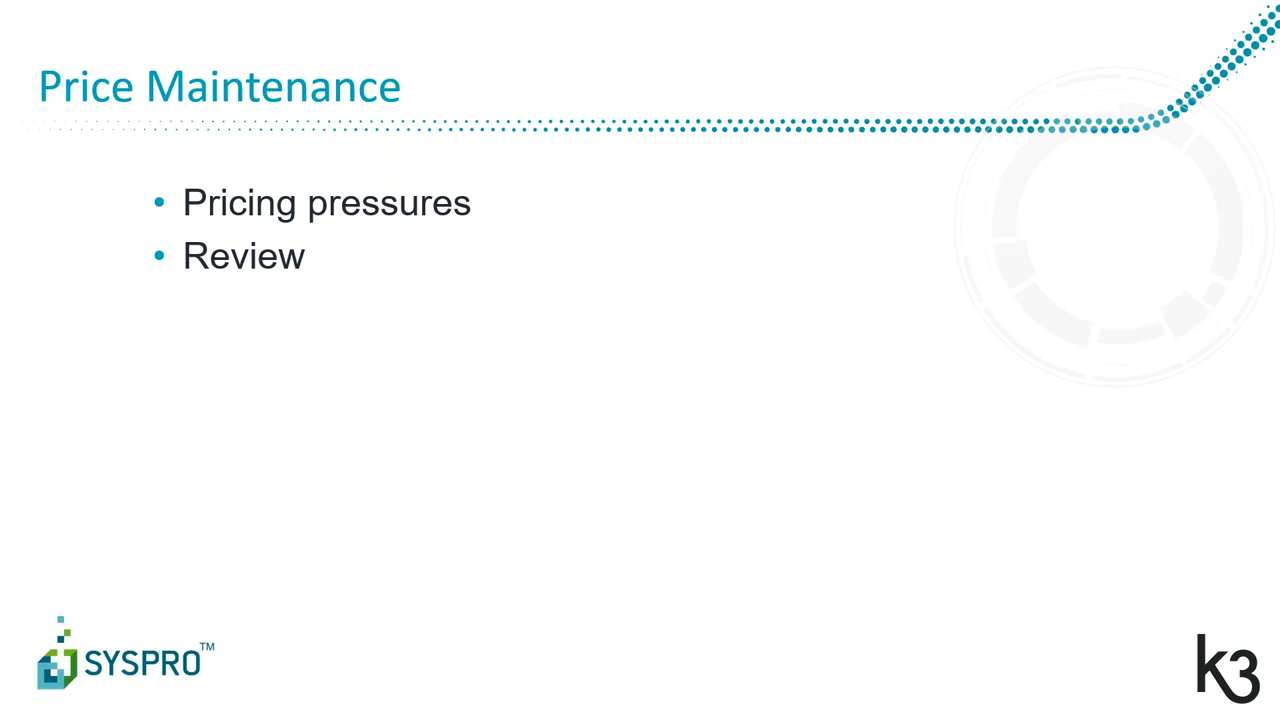 Price Maintenance
• Pricing pressures
• Review
SYSPRO™
k3